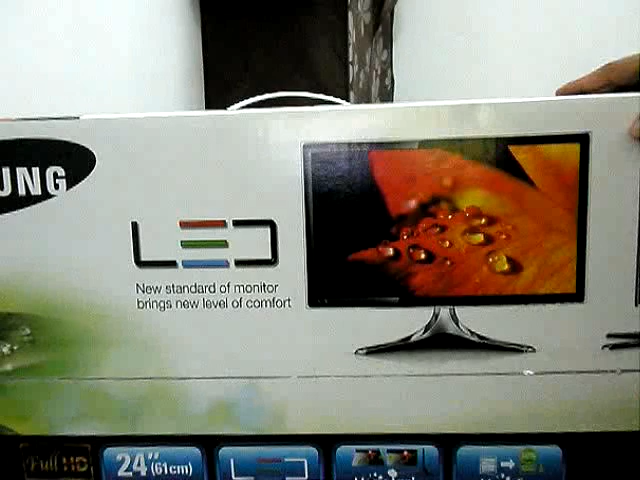 UNG
LED
New standard of monitor
brings new level of comfort
Full HD
24" (61cm)